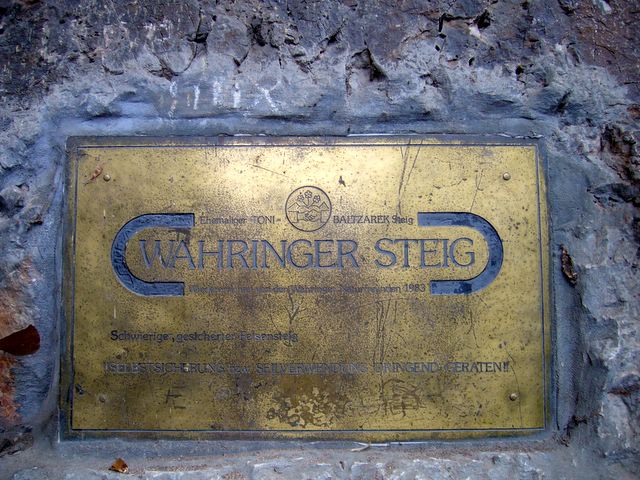 Ehemaliger TONI- BALTZAREK Steig
WÄHRINGER STEIG
von den Währinger Naturfreunden 1983
Schwierige, gesicherter Felsensteig
!!SELBSTSICHERUNG bzw. SEILVERWENDUNG DRINGEND GERATEN!!